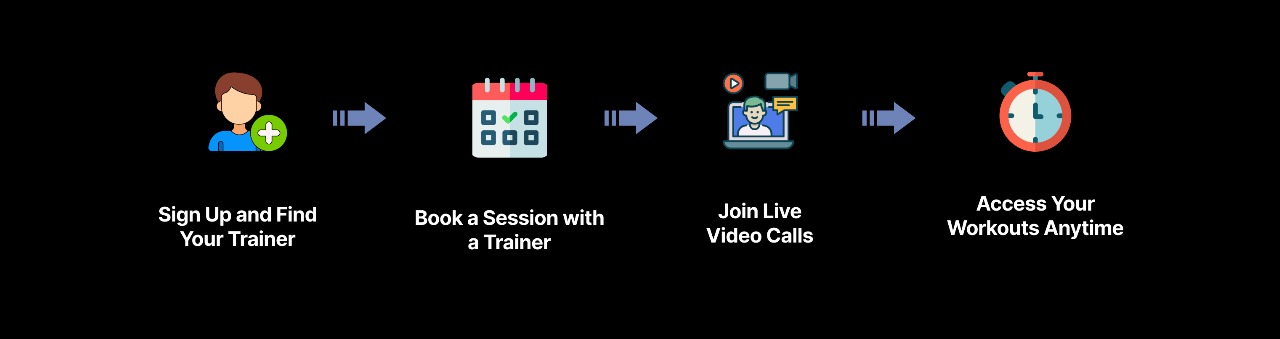 Sign Up and Find
Your Trainer
Book a Session with
a Trainer
Join Live
Video Calls
Access Your
Workouts Anytime